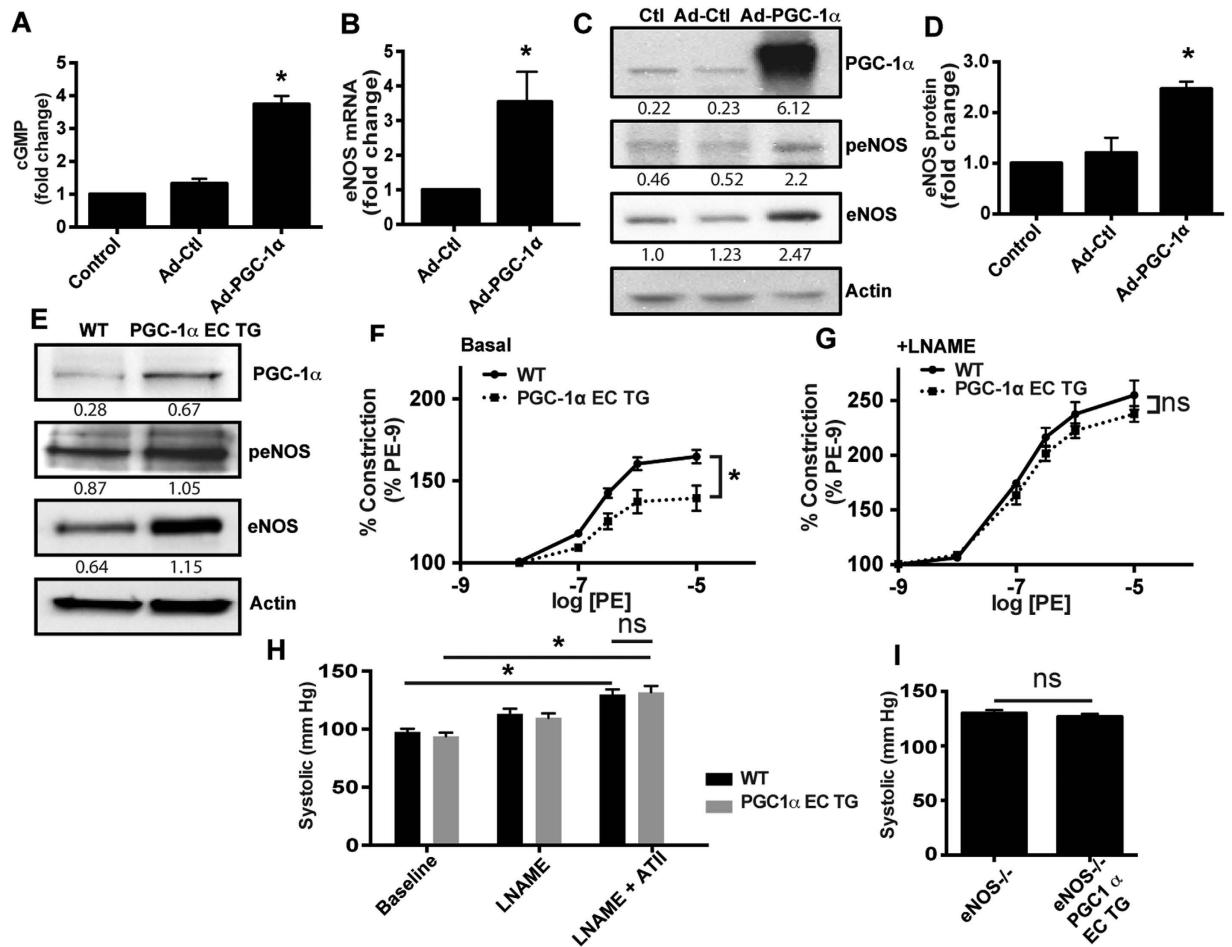 A
cGMP
(fold change)
5
4
3
2
1
0
*
Control
Ad-Ctl
Ad-PGC-1α
B
eNOS mRNA
(fold change)
5
4
3
2
1
0
*
Ad-Ctl
Ad-PGC-1α
C
Ctl Ad-Ctl Ad-PGC-1α
PGC-1α
0.22 0.23 6.12
peNOS
0.46 0.52 2.2
eNOS
1.0 1.23 2.47
Actin
D
eNOS protein
(fold change)
3.0
2.0
1.0
0.0
*
Control
Ad-Ctl
Ad-PGC-1α
E
WT PGC-1α EC TG
PGC-1α
0.28 0.67
peNOS
0.87 1.05
eNOS
0.64 1.15
Actin
F
Basal
WT
PGC-1α EC TG
% Constriction
(% PE-9)
200
150
100
*
-9 -7 -5
log [PE]
G
+LNAME
WT
PGC-1α EC TG
% Constriction
(% PE-9)
250
200
150
100
ns
-9 -7 -5
log [PE]
H
Systolic (mm Hg)
150
100
50
0
*
*
ns
Baseline
LNAME
LNAME + ATII
WT
PGC1α EC TG
I
Systolic (mm Hg)
150
100
50
0
ns
eNOS-/-
eNOS-/-
PGC1 α
EC TG